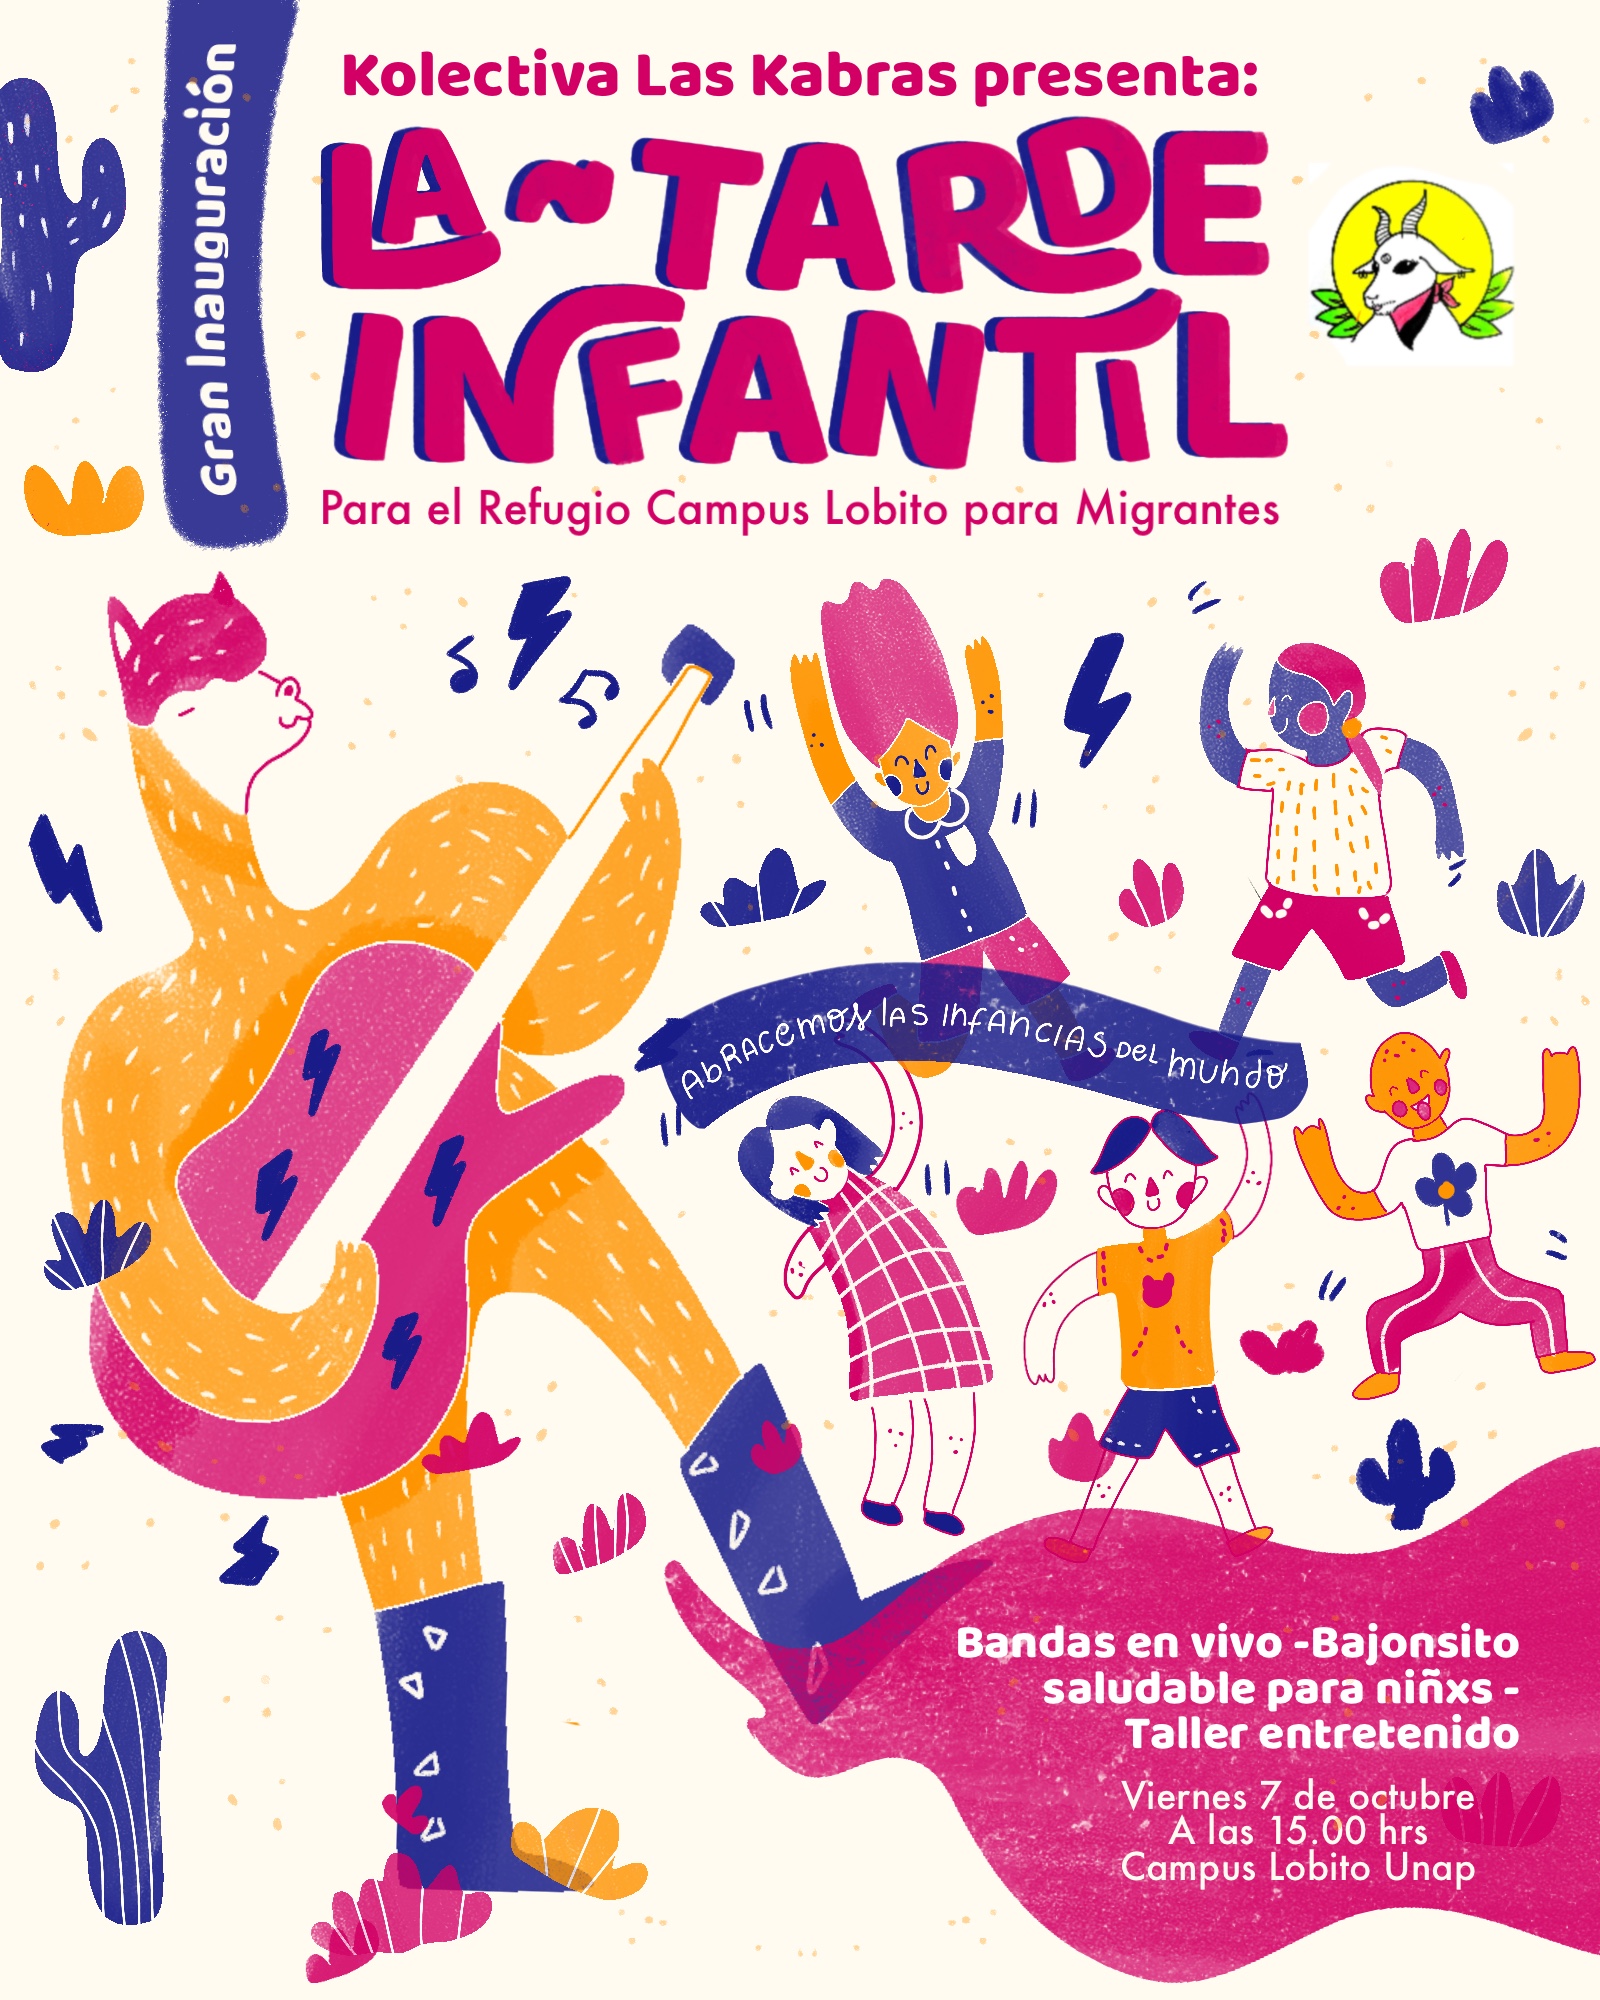 Gran Inauguración
Kolectiva Las Kabras presenta:
LA ~ TARDE
INFANTIL
Para el Refugio Campus Lobito para Migrantes
AbRACemos lAS InfAnCIAS DEL munDo
Bandas en vivo -Bajonsito
saludable para niñxs -
Taller entretenido
Viernes 7 de octubre
A las 15.00 hrs
Campus Lobito Unap